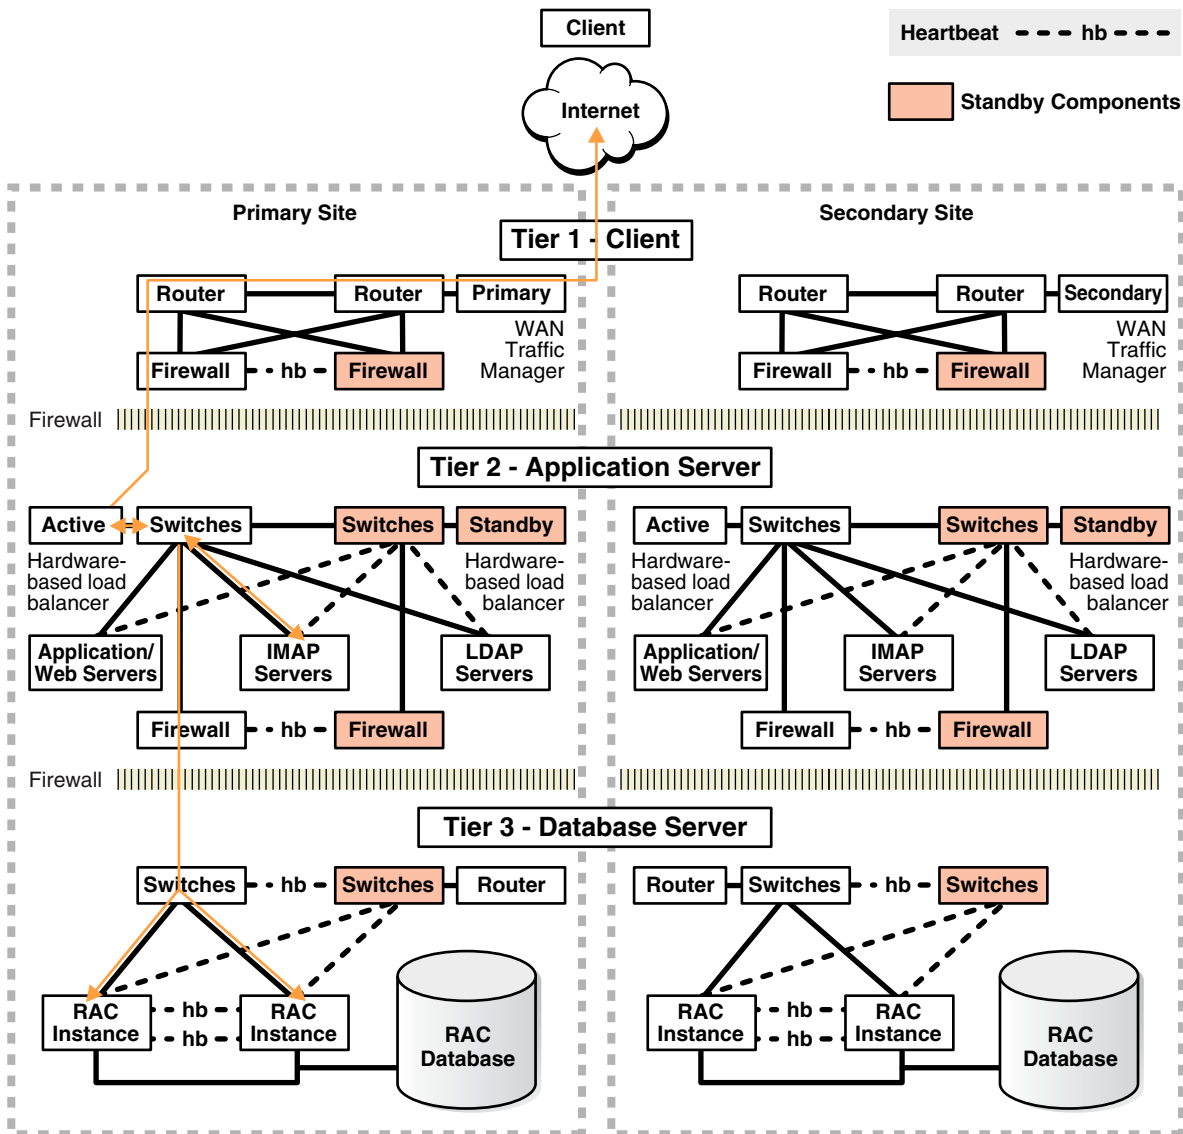 Client
Heartbeat hb
Internet
Standby Components
Primary Site
Secondary Site
Tier 1 - Client
Router
Router
Primary
Router
Router
Secondary
WAN
Traffic
Manager
WAN
Traffic
Manager
Firewall
hb
Firewall
Firewall
hb
Firewall
Firewall
Tier 2 - Application Server
Active
Switches
Switches
Standby
Active
Switches
Switches
Standby
Hardware-
based load
balancer
Hardware-
based load
balancer
Hardware-
based load
balancer
Hardware-
based load
balancer
Application/
Web Servers
IMAP
Servers
LDAP
Servers
Application/
Web Servers
IMAP
Servers
LDAP
Servers
Firewall
hb
Firewall
Firewall
hb
Firewall
Firewall
Tier 3 - Database Server
Switches
hb
Switches
Router
Router
Switches
hb
Switches
RAC
Instance
hb
hb
RAC
Instance
RAC
Database
RAC
Instance
hb
hb
RAC
Instance
RAC
Database